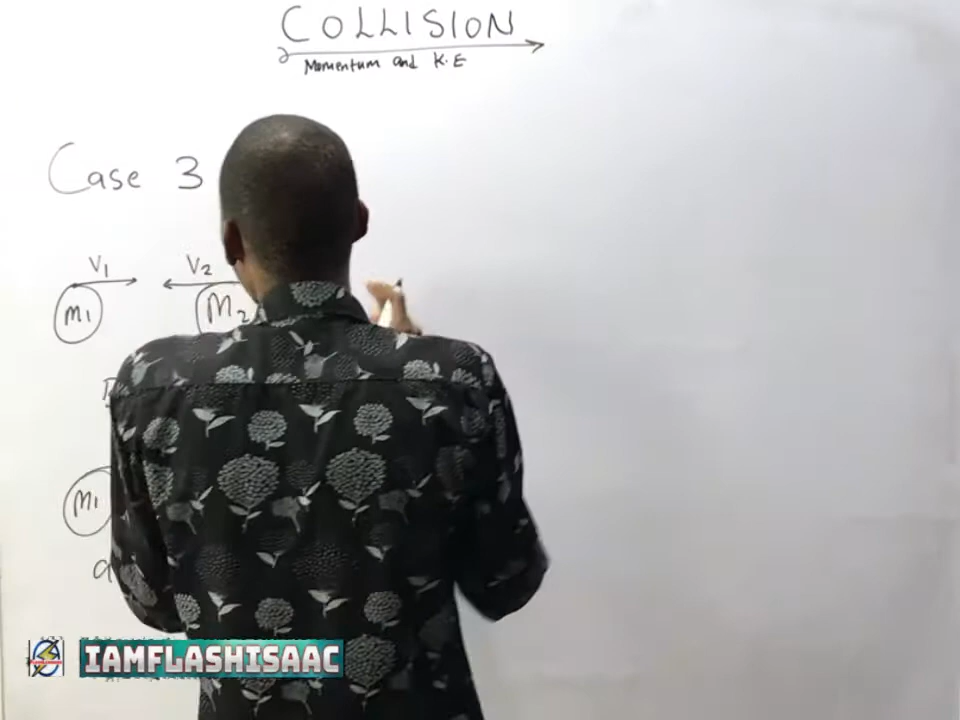 COLLISION
Momentum and K.E
Case 3
V1 V2
M1 M2
M1
IAMFLASHISAAC